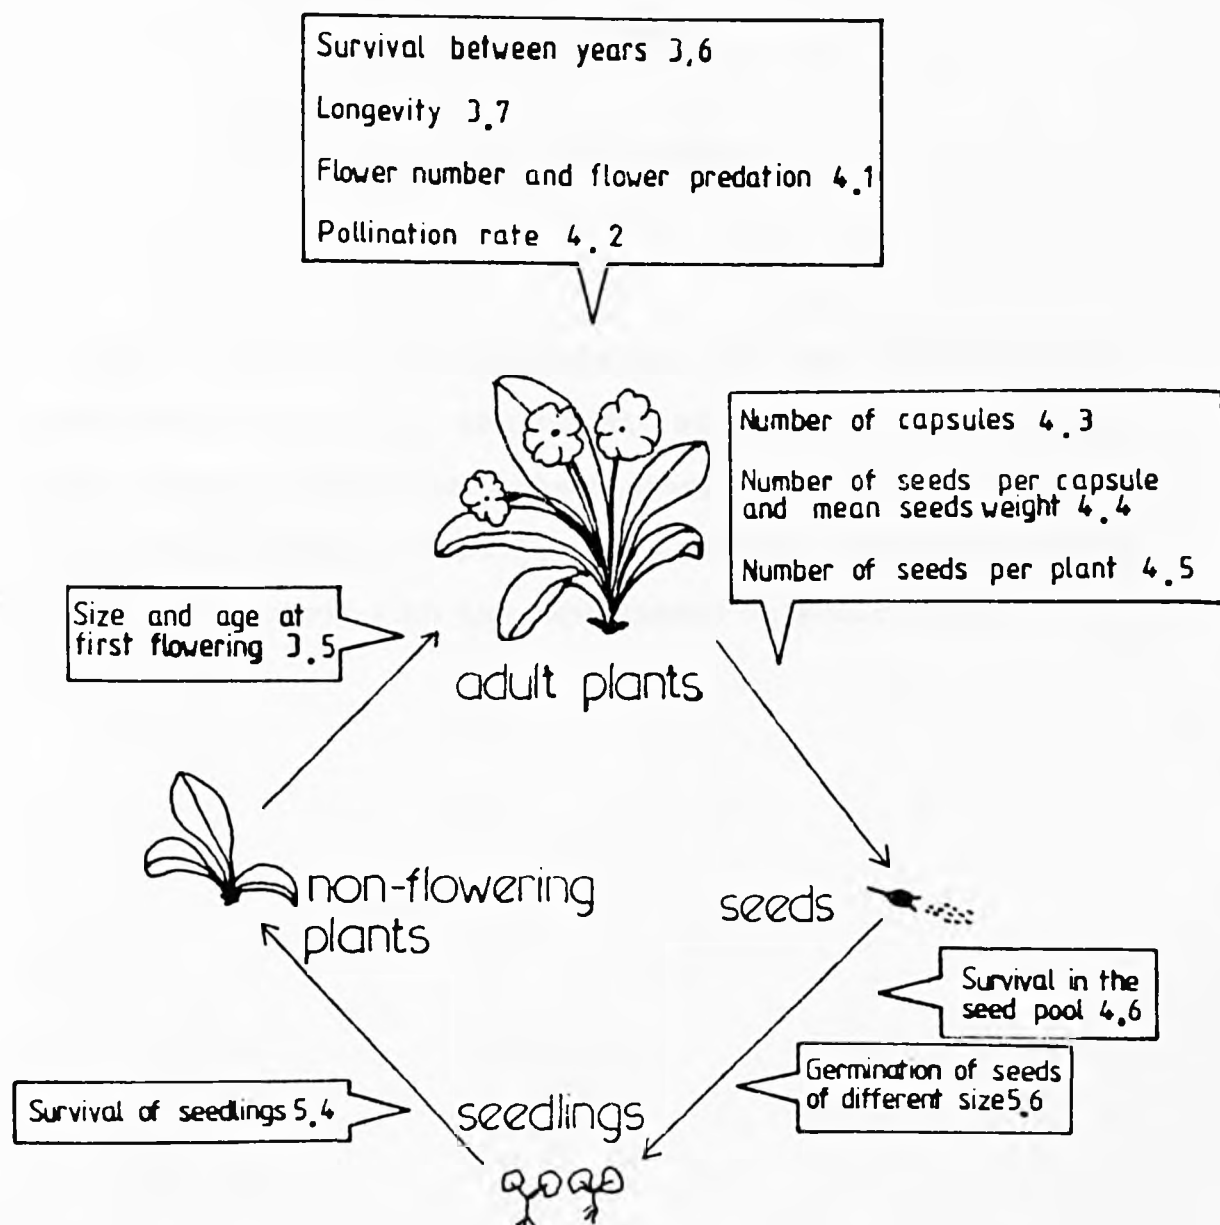 Survival between years 3.6
Longevity 3.7
Flower number and flower predation 4.1
Pollination rate 4.2
Number of capsules 4.3
Number of seeds per capsule
and mean seeds weight 4.4
Number of seeds per plant 4.5
Size and age at
first flowering 3.5
adult plants
non-flowering
plants
seeds
Survival in the
seed pool 4.6
Germination of seeds
of different size 5.6
Survival of seedlings 5.4
seedlings